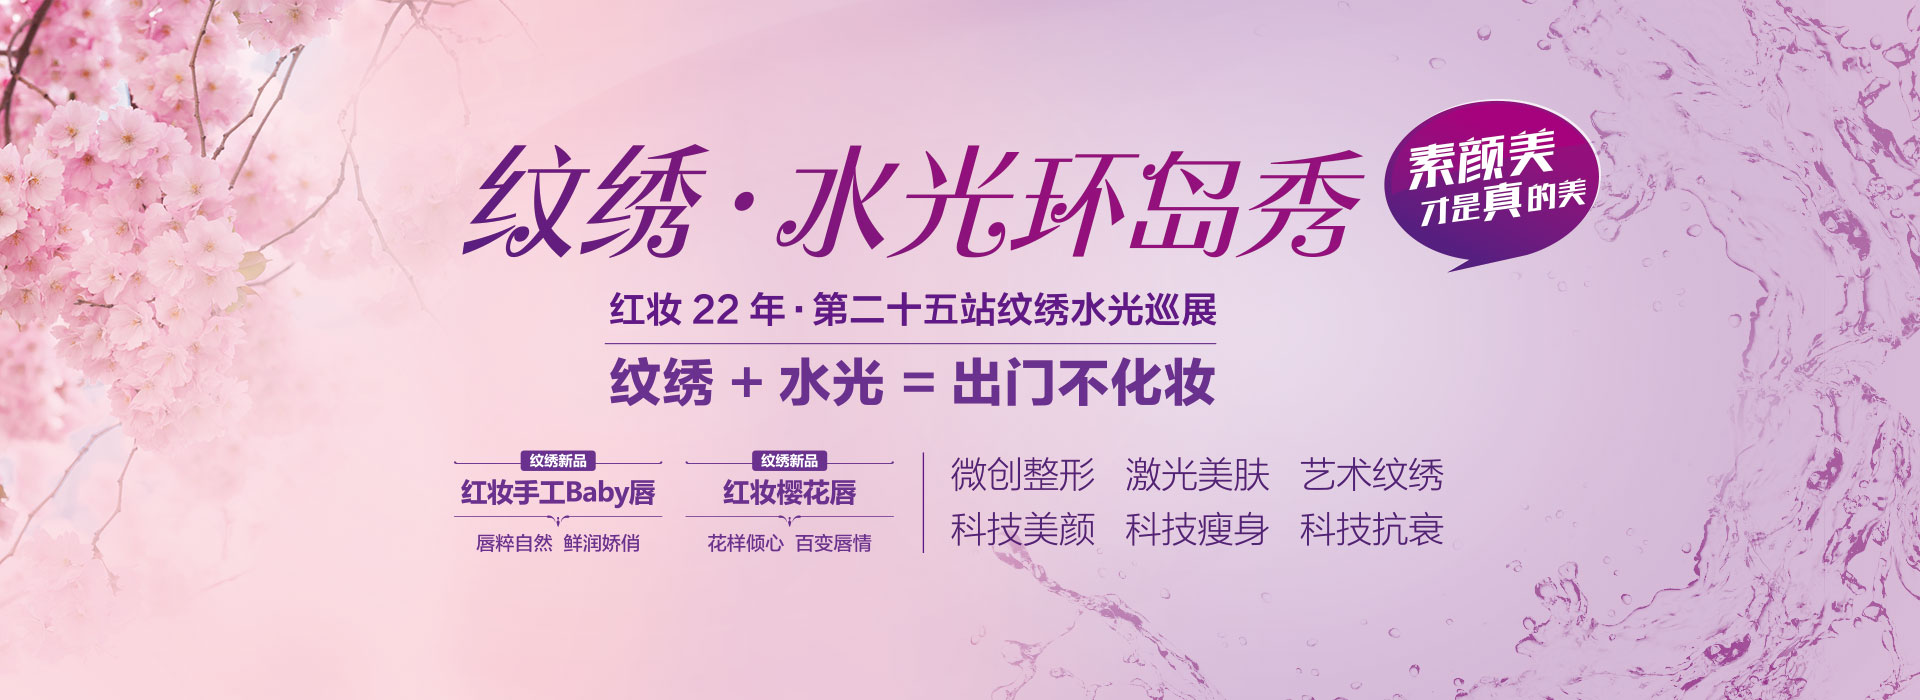 纹绣·水光环岛秀
素颜美
才是真的美
红妆 22 年·第二十五站纹绣水光巡展
纹绣 + 水光 = 出门不化妆
纹绣新品
红妆手工Baby唇
唇粹自然 鲜润娇俏
纹绣新品
红妆樱花唇
花样倾心 百变唇情
微创整形 激光美肤 艺术纹绣
科技美颜 科技瘦身 科技抗衰